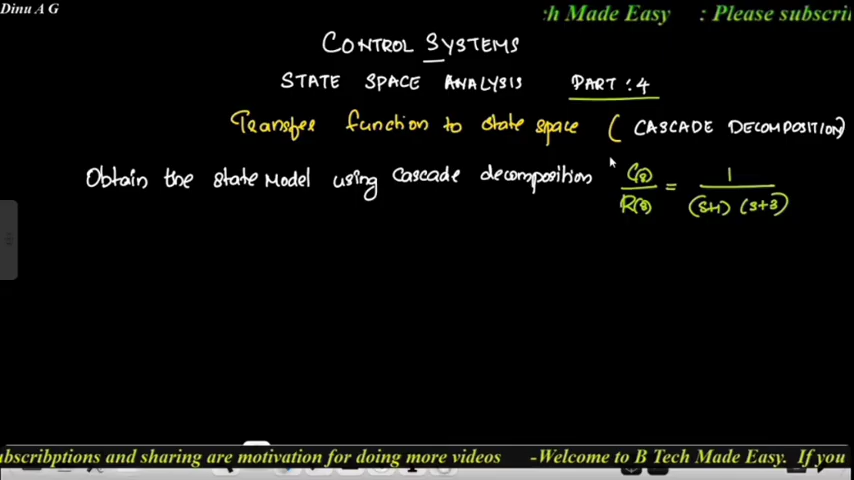 Dinu A G
:h Made Easy : Please subscri
CONTROL SYSTEMS
STATE SPACE ANALYSIS PART : 4
Transfer function to state space ( CASCADE DECOMPOSITION)
Obtain the state Model using Cascade decomposition C(s)/R(s) = 1/(s+1) (s+3)
ubscribptions and sharing are motivation for doing more videos -Welcome to B Tech Made Easy. If you